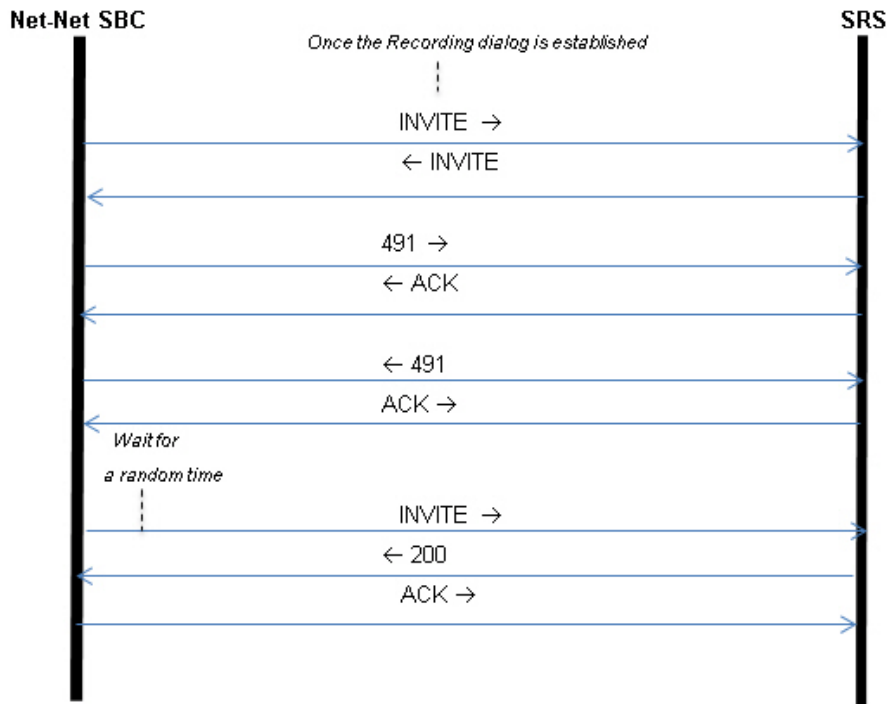 Net-Net SBC
SRS
Once the Recording dialog is established
INVITE →
← INVITE
491 →
← ACK
← 491
ACK →
Wait for
a random time
INVITE →
← 200
ACK →